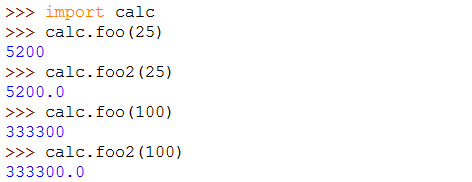 >>> import calc
>>> calc.foo(25)
5200
>>> calc.foo2(25)
5200.0
>>> calc.foo(100)
333300
>>> calc.foo2(100)
333300.0